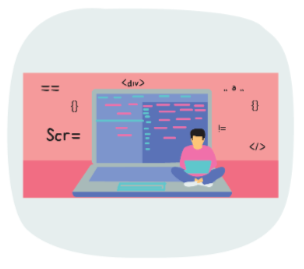 == <div> .. a ..
{} {}
Scr= !=
</>